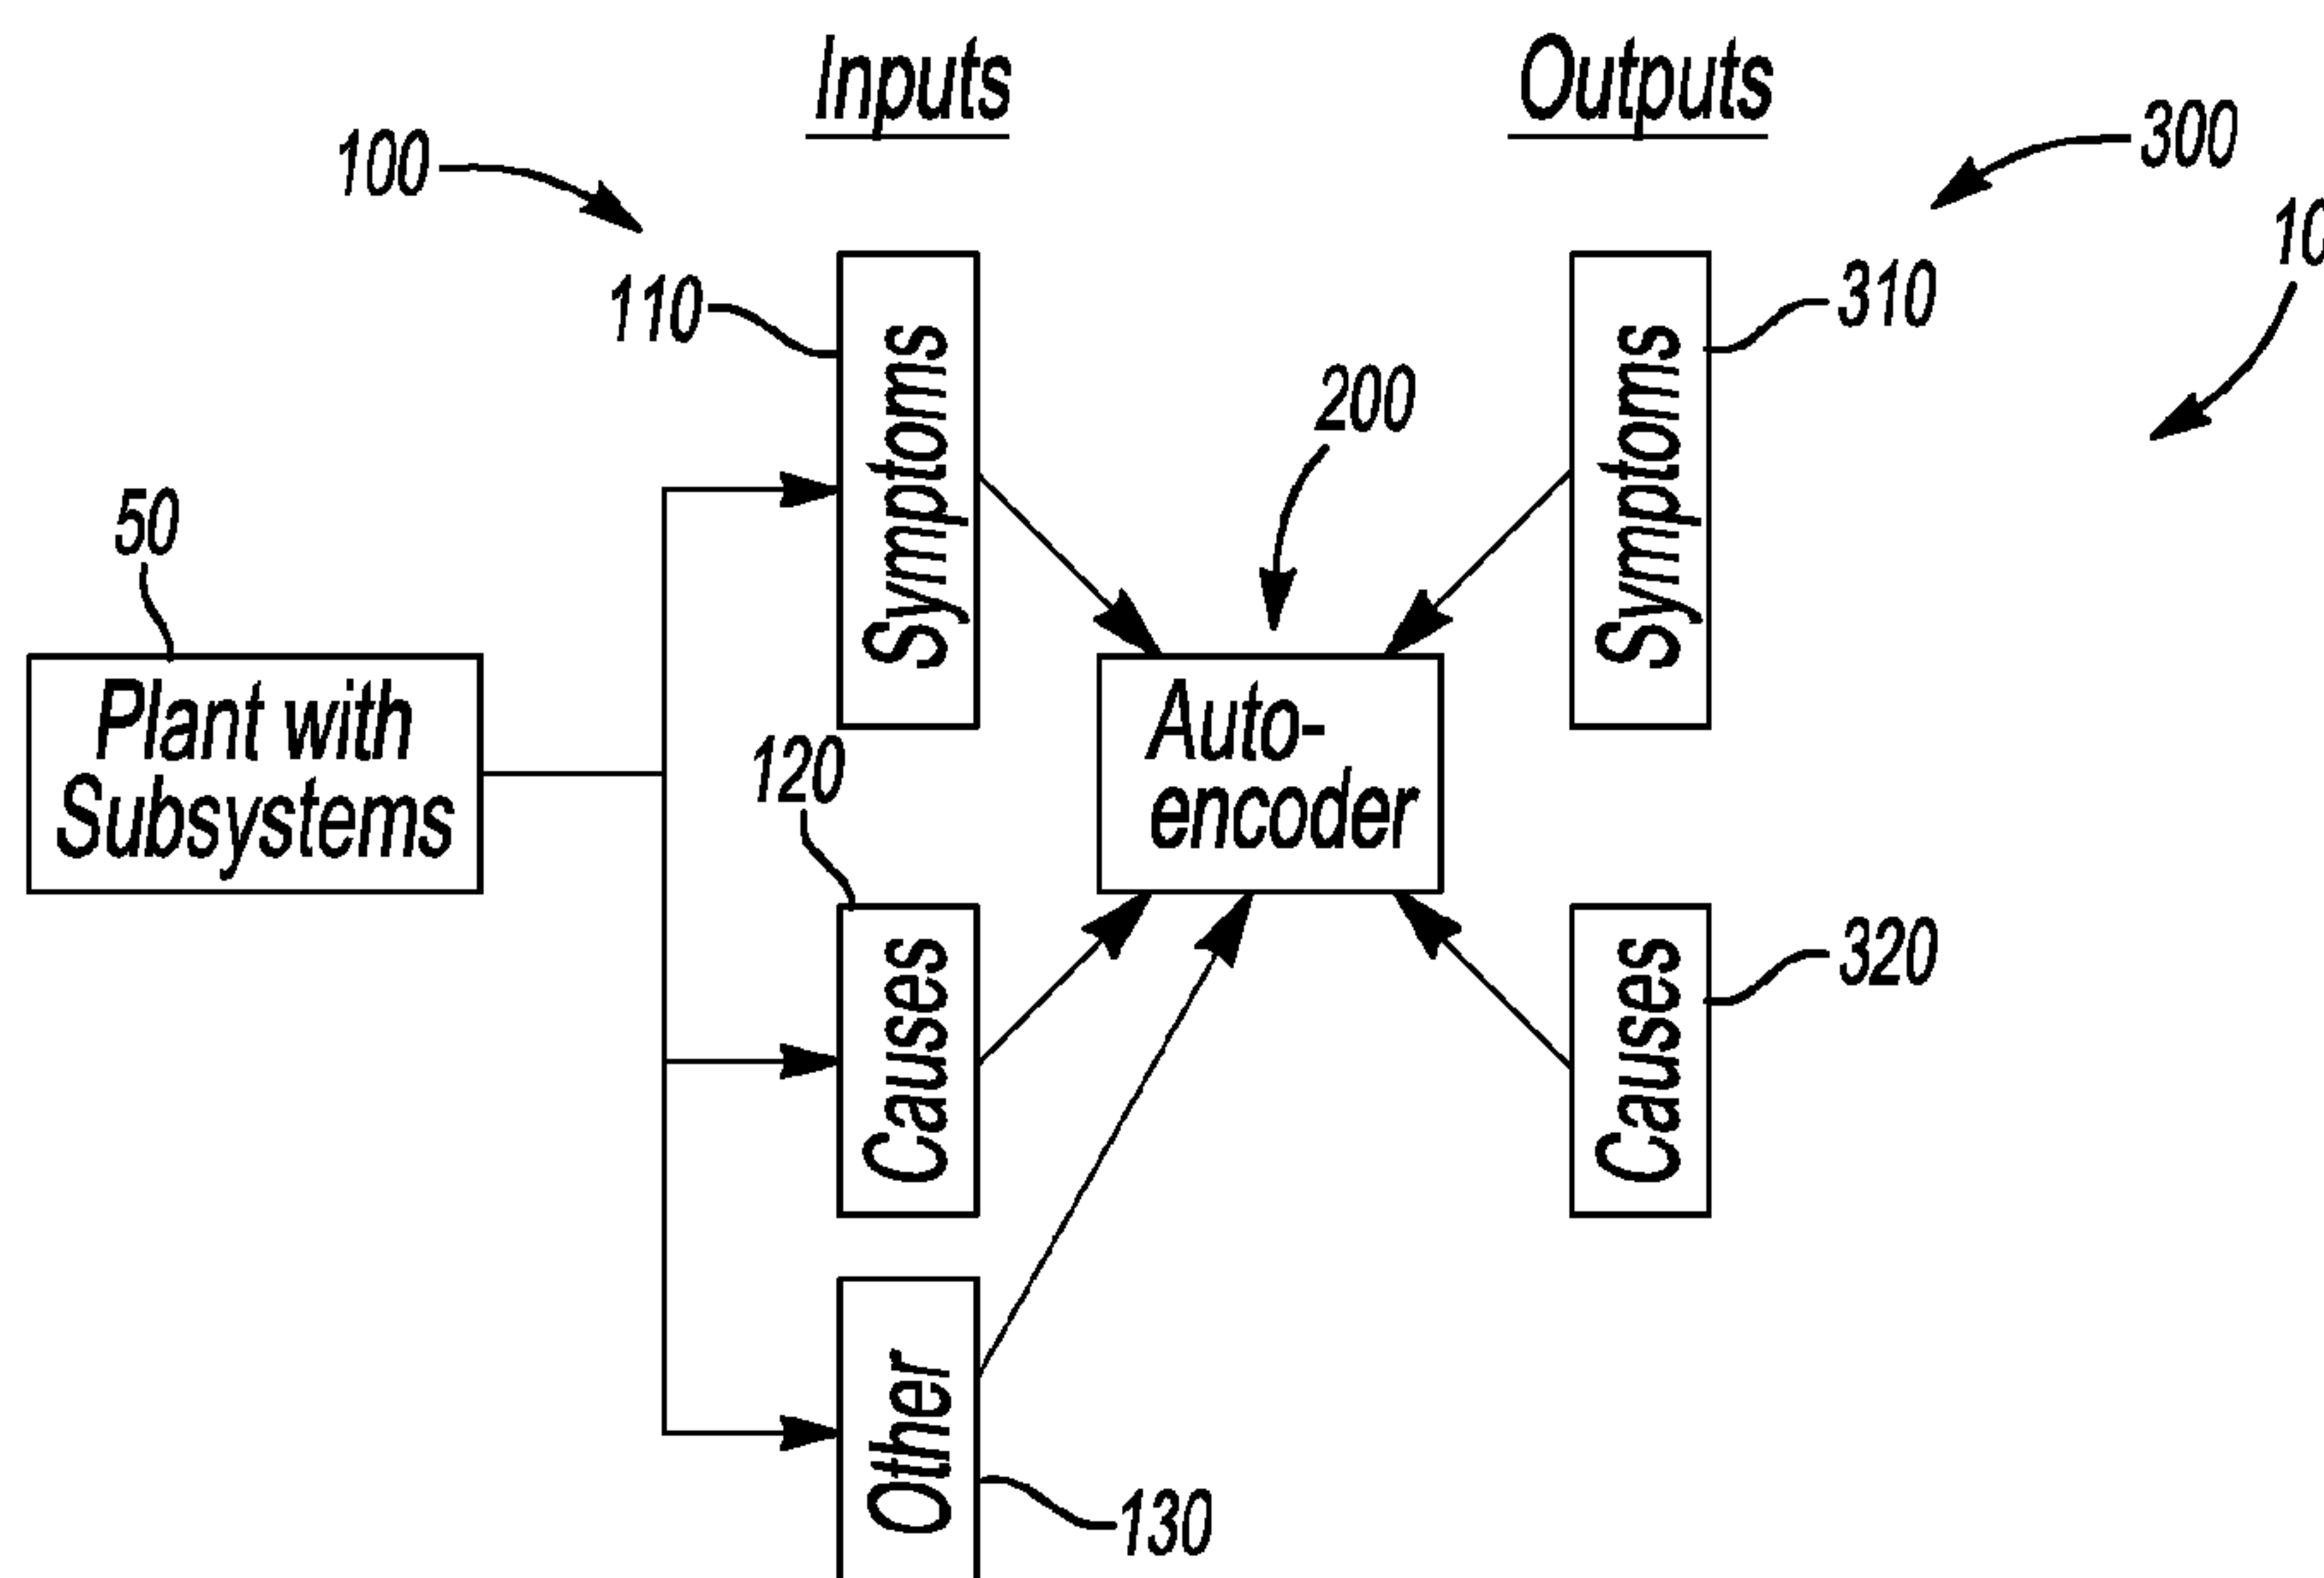 Inputs
Outputs
100
300
10
110
310
Symptoms
Symptoms
200
50
Plant with
Subsystems
120
Auto-
encoder
Causes
Causes
320
Other
130